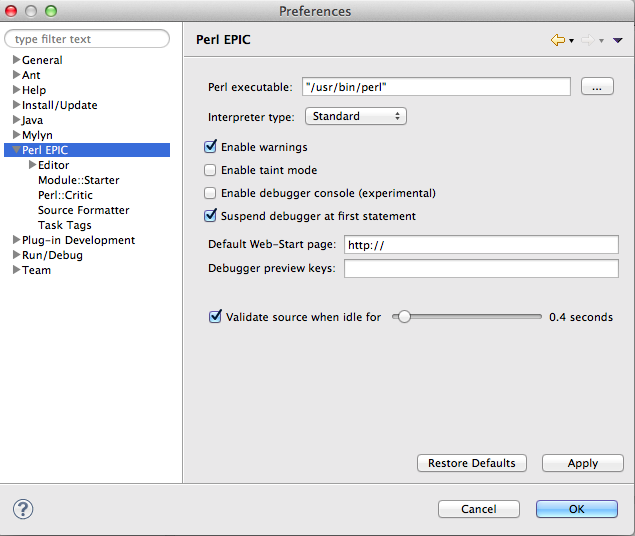 Preferences
type filter text
General
Ant
Help
Install/Update
Java
Mylyn
Perl EPIC
Editor
Module::Starter
Perl::Critic
Source Formatter
Task Tags
Plug-in Development
Run/Debug
Team
Perl EPIC
Perl executable: "/usr/bin/perl" ...
Interpreter type: Standard
Enable warnings
Enable taint mode
Enable debugger console (experimental)
Suspend debugger at first statement
Default Web-Start page: http://
Debugger preview keys:
Validate source when idle for 0.4 seconds
Restore Defaults Apply
? Cancel OK